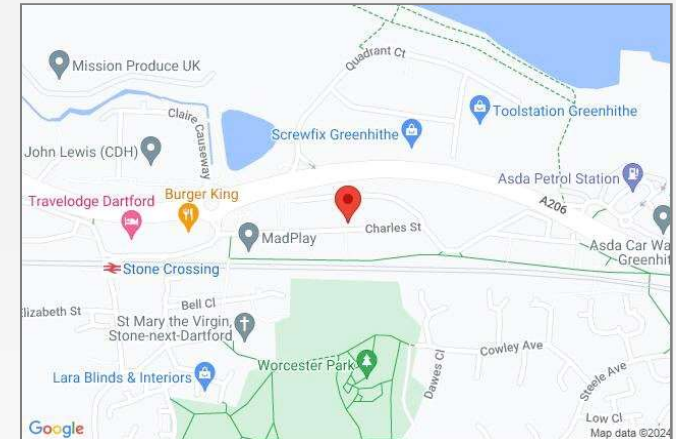 Mission Produce UK
Quadrant Ct
Claire Causeway
Toolstation Greenhithe
Screwfix Greenhithe
John Lewis (CDH)
Asda Petrol Station
Travelodge Dartford
Burger King
A206
MadPlay
Charles St
Asda Car Wa
Greenhit
Stone Crossing
Bell Cl
lizabeth St
St Mary the Virgin,
Stone-next-Dartford
Cowley Ave
Worcester Park
Dawes Cl
Steele Ave
Lara Blinds & Interiors
Low Cl
Google
Map data ©2024